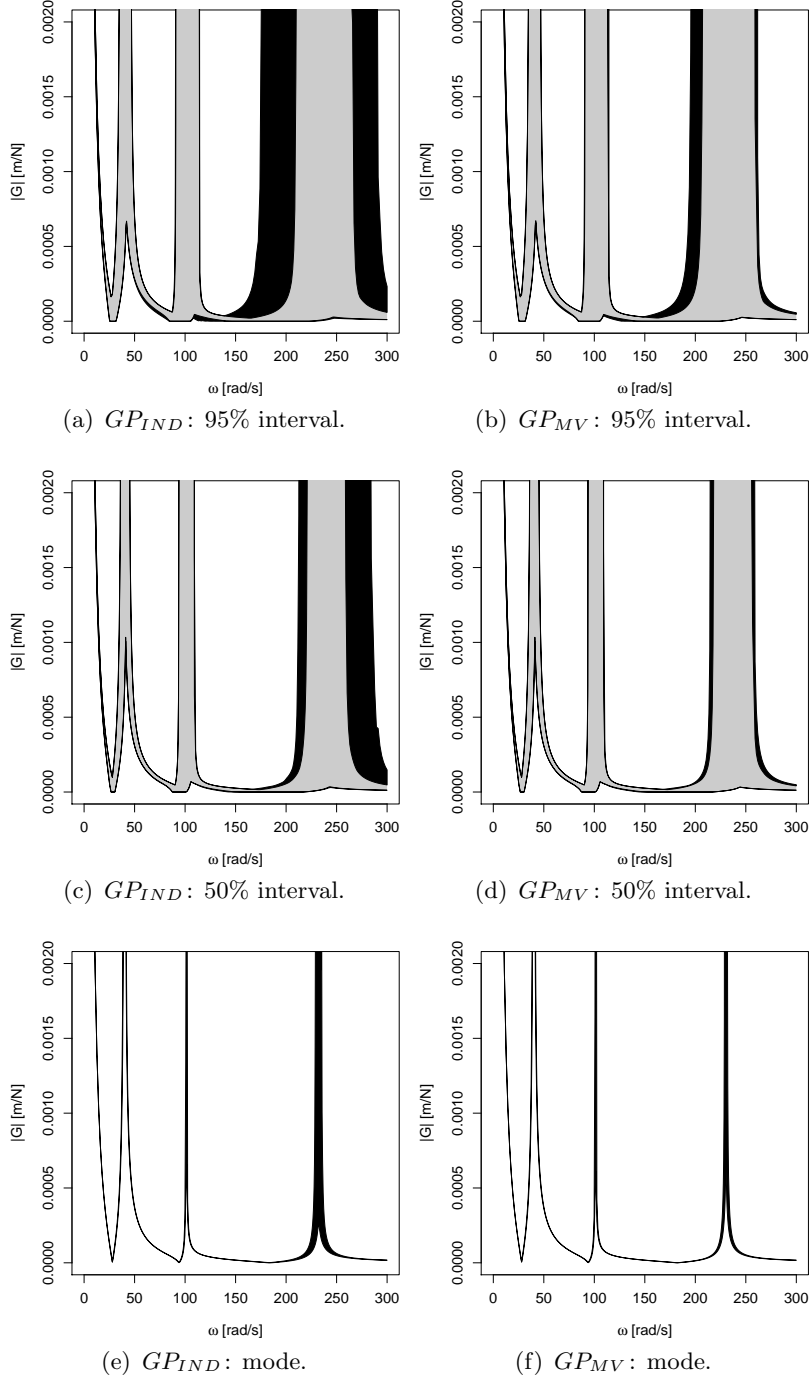 0.0000 0.0005 0.0010 0.0015 0.0020
|G| [m/N]
0 50 100 150 200 250 300
ω [rad/s]
(a) GP_IND: 95% interval.
0.0000 0.0005 0.0010 0.0015 0.0020
|G| [m/N]
0 50 100 150 200 250 300
ω [rad/s]
(b) GP_MV: 95% interval.
0.0000 0.0005 0.0010 0.0015 0.0020
|G| [m/N]
0 50 100 150 200 250 300
ω [rad/s]
(c) GP_IND: 50% interval.
0.0000 0.0005 0.0010 0.0015 0.0020
|G| [m/N]
0 50 100 150 200 250 300
ω [rad/s]
(d) GP_MV: 50% interval.
0.0000 0.0005 0.0010 0.0015 0.0020
|G| [m/N]
0 50 100 150 200 250 300
ω [rad/s]
(e) GP_IND: mode.
0.0000 0.0005 0.0010 0.0015 0.0020
|G| [m/N]
0 50 100 150 200 250 300
ω [rad/s]
(f) GP_MV: mode.